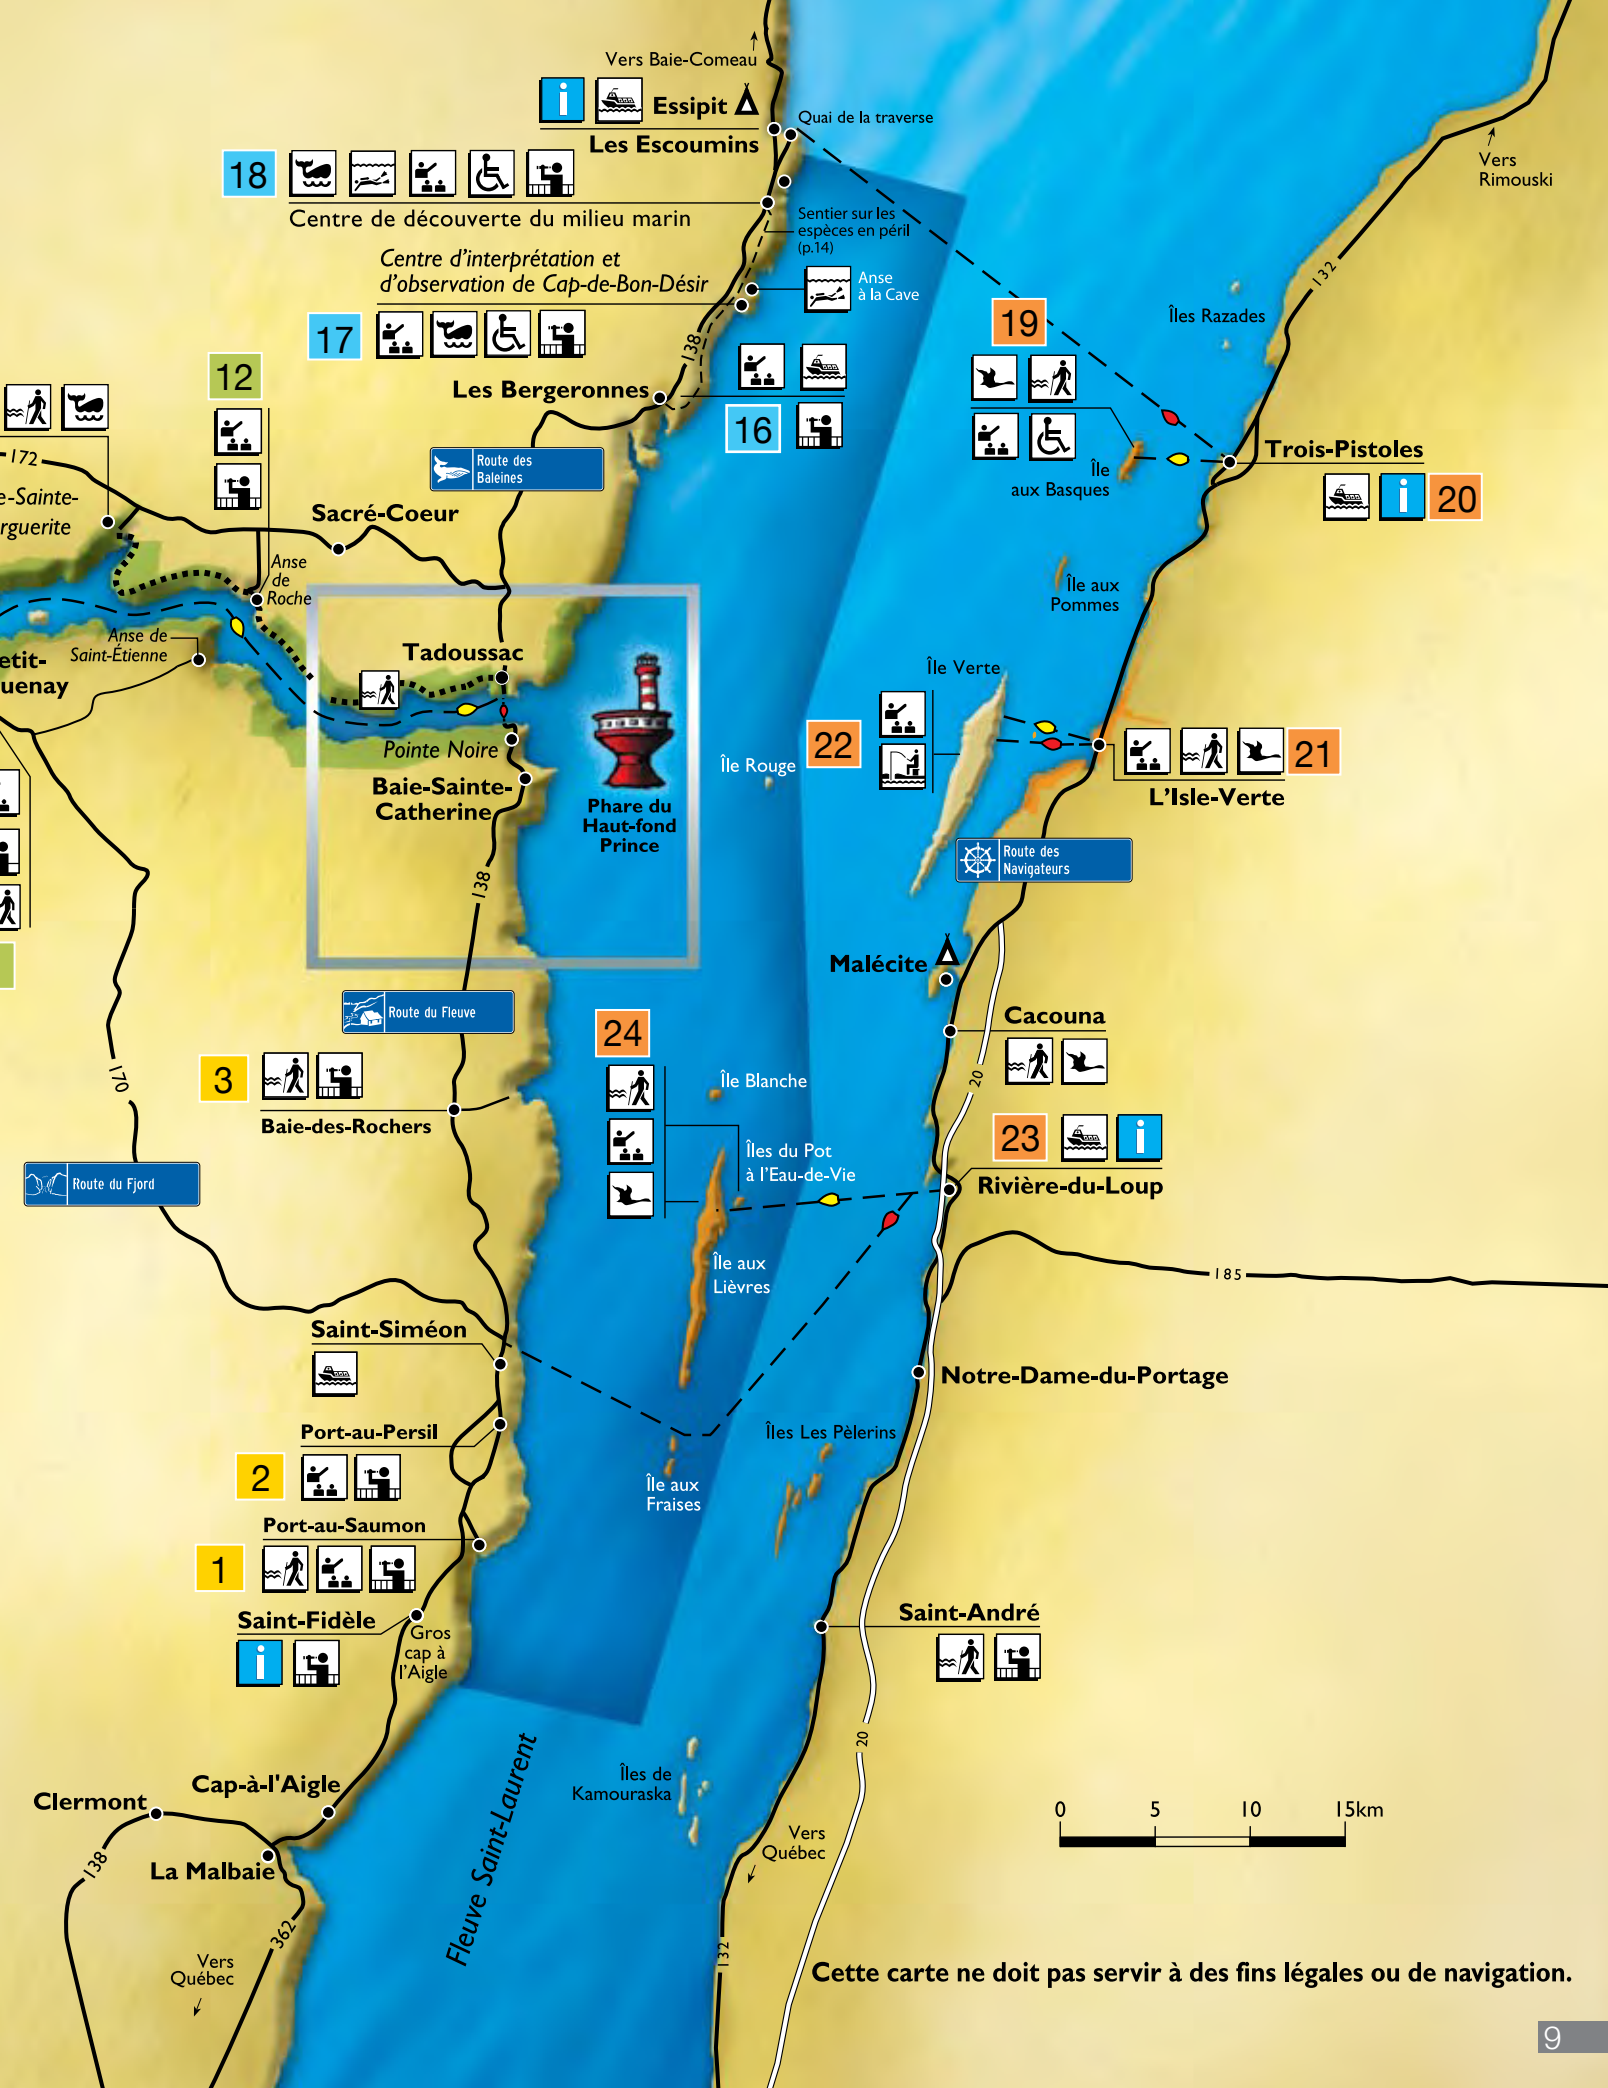 Vers Baie-Comeau
Essipit
Les Escoumins
Quai de la traverse
Vers
Rimouski
18
Centre de découverte du milieu marin
Sentier sur les
espèces en péril
(p.14)
Centre d'interprétation et
d'observation de Cap-de-Bon-Désir
Anse
à la Cave
132
17
138
19
Îles Razades
12
Les Bergeronnes
16
Route des
Baleines
172
e-Sainte-
rguerite
Sacré-Coeur
Île
aux Basques
Trois-Pistoles
20
Anse
de
Roche
Île aux
Pommes
Anse de
Saint-Étienne
etit-
uenay
Tadoussac
Île Verte
Pointe Noire
Île Rouge
22
21
L'Isle-Verte
Baie-Sainte-
Catherine
Phare du
Haut-fond
Prince
Route des
Navigateurs
138
Malécite
Route du Fleuve
24
Cacouna
3
170
Baie-des-Rochers
Île Blanche
20
23
Îles du Pot
à l'Eau-de-Vie
Route du Fjord
Rivière-du-Loup
Île aux
Lièvres
185
Saint-Siméon
Notre-Dame-du-Portage
Port-au-Persil
Îles Les Pèlerins
2
Île aux
Fraises
Port-au-Saumon
1
Saint-Fidèle
Gros
cap à
l'Aigle
Saint-André
20
Fleuve Saint-Laurent
Îles de
Kamouraska
Cap-à-l'Aigle
Clermont
0 5 10 15km
Vers
Québec
138
La Malbaie
362
132
Vers
Québec
Cette carte ne doit pas servir à des fins légales ou de navigation.
9